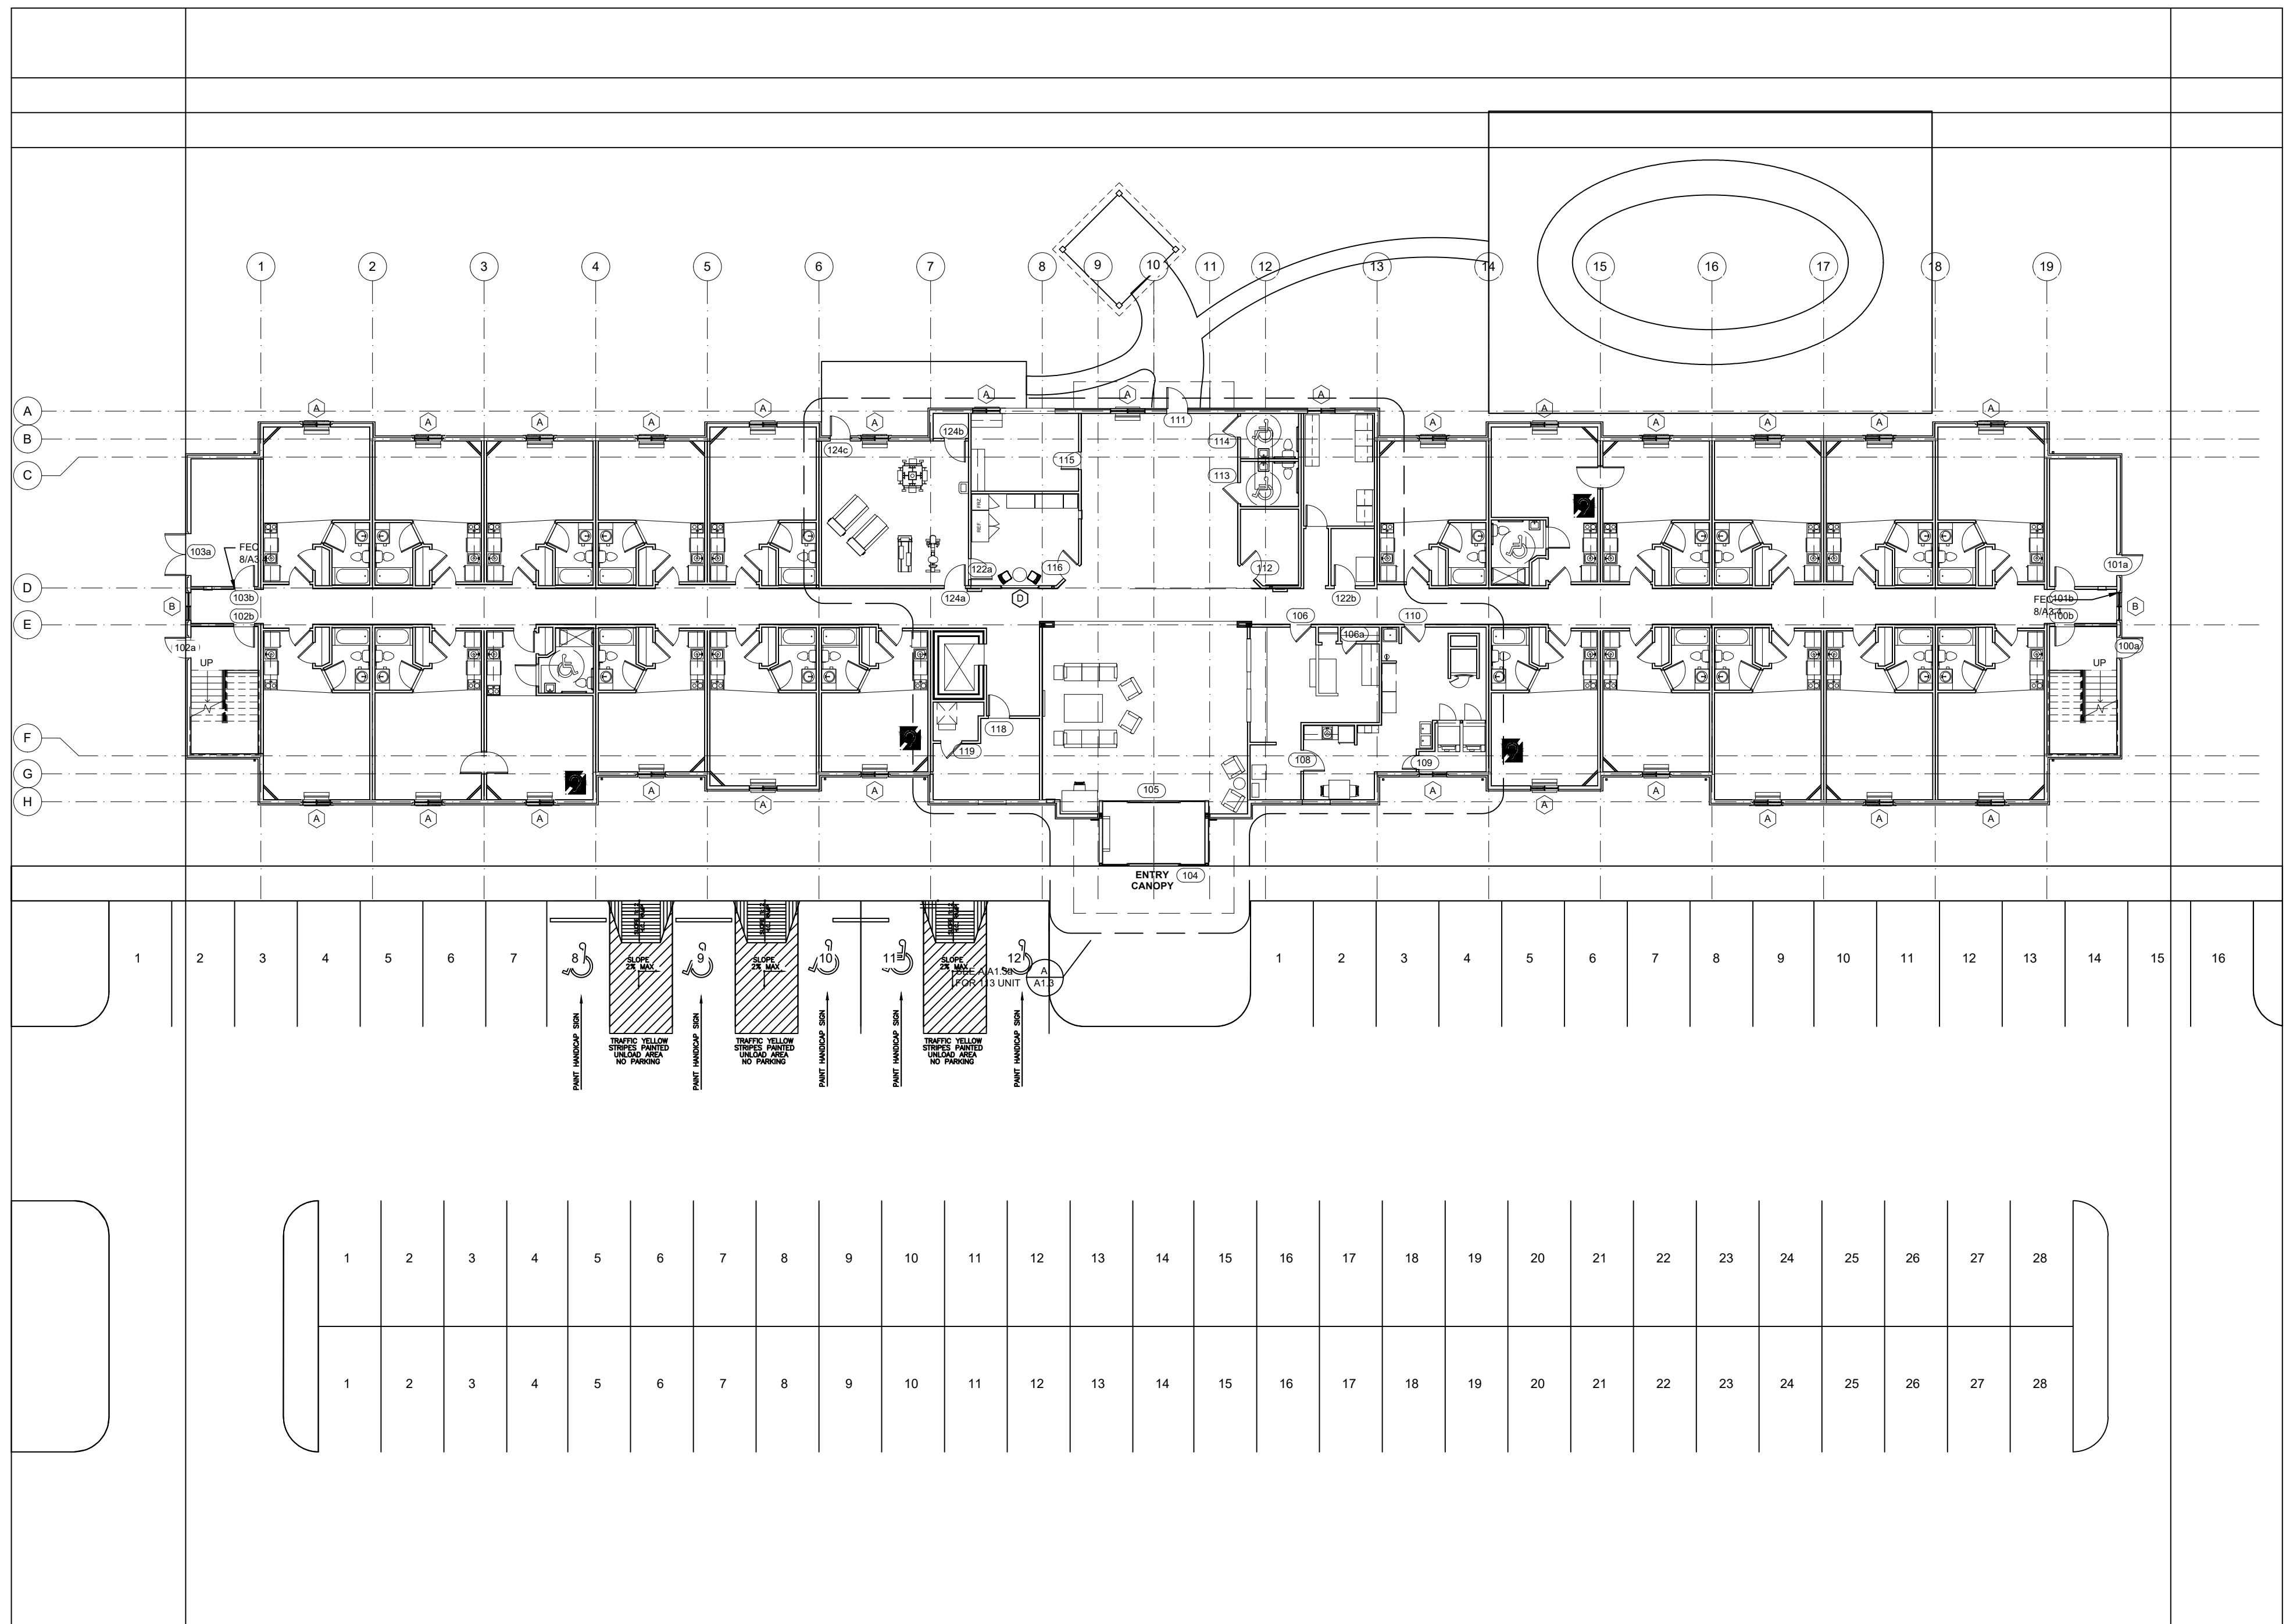 1 2 3 4 5 6 7 8 9 10 11 12 13 14 15 16 17 18 19
A
B
C
D
E
F
G
H
A A A A A A A A A A A A A A A
124c 124b 115 111 114 113
FRZ.
REF.
103a
FEC
8/A3
103b
102b
B
102a
UP
122a 116 D 124a
112 122b
106 106a 110
101a
101b
FEC
8/A3.4
100b
B
100a
UP
118
119
108
109
105
A A A A A A A A A A A A
ENTRY
CANOPY
104
1 2 3 4 5 6 7 8 9 10 11 12
1 2 3 4 5 6 7 8 9 10 11 12 13 14 15 16
SLOPE
2% MAX
SLOPE
2% MAX
SLOPE
2% MAX
FOR 113 UNIT
A
A1.3
PAINT HANDICAP SIGN
TRAFFIC YELLOW
STRIPES PAINTED
UNLOAD AREA
NO PARKING
PAINT HANDICAP SIGN
TRAFFIC YELLOW
STRIPES PAINTED
UNLOAD AREA
NO PARKING
PAINT HANDICAP SIGN
PAINT HANDICAP SIGN
TRAFFIC YELLOW
STRIPES PAINTED
UNLOAD AREA
NO PARKING
PAINT HANDICAP SIGN
1 2 3 4 5 6 7 8 9 10 11 12 13 14 15 16 17 18 19 20 21 22 23 24 25 26 27 28
1 2 3 4 5 6 7 8 9 10 11 12 13 14 15 16 17 18 19 20 21 22 23 24 25 26 27 28